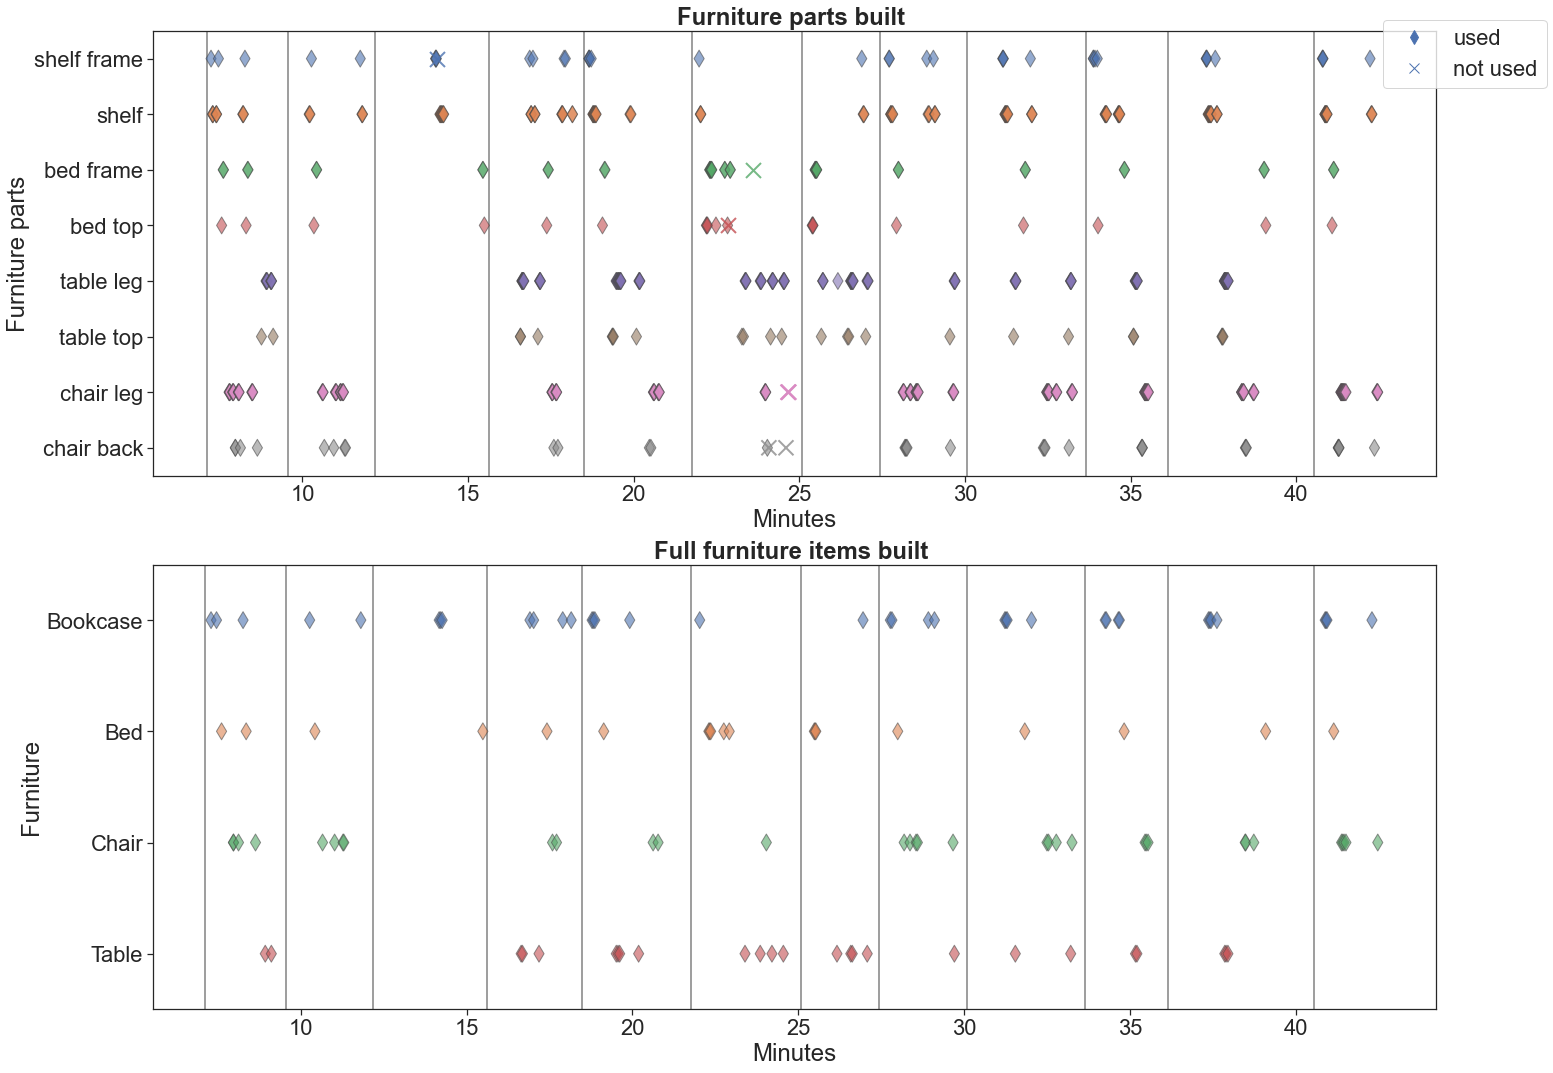 Furniture parts built
used
not used
Furniture parts
shelf frame
shelf
bed frame
bed top
table leg
table top
chair leg
chair back
10 15 20 25 30 35 40
Minutes
Full furniture items built
Furniture
Bookcase
Bed
Chair
Table
10 15 20 25 30 35 40
Minutes